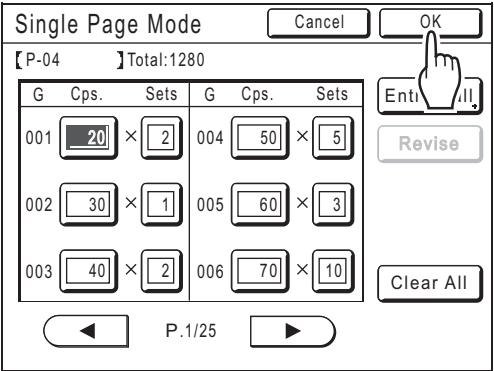 Single Page Mode Cancel OK
【P-04 】Total:1280
G Cps. Sets G Cps. Sets
001 20 × 2 004 50 × 5
Revise
002 30 × 1 005 60 × 3
003 40 × 2 006 70 × 10
Clear All
◀ P.1/25 ▶